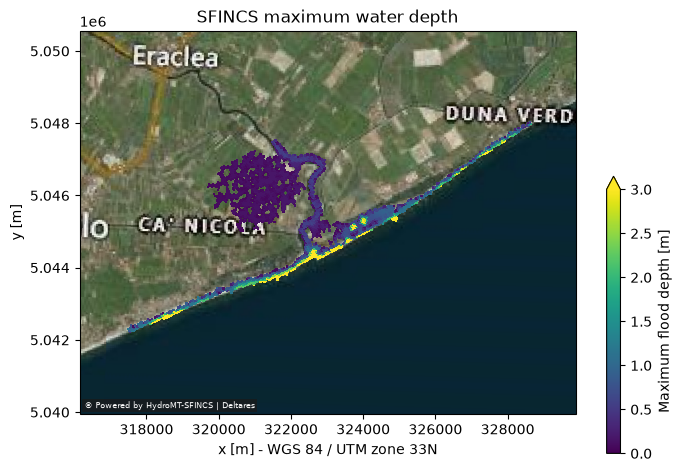 SFINCS maximum water depth
1e6
5.050
5.048
5.046
5.044
5.042
5.040
y [m]
Eraclea
DUNA VERD
lo
CA' NICOLA
© Powered by HydroMT-SFINCS | Deltares
318000 320000 322000 324000 326000 328000
x [m] - WGS 84 / UTM zone 33N
3.0
2.5
2.0
1.5
1.0
0.5
0.0
Maximum flood depth [m]